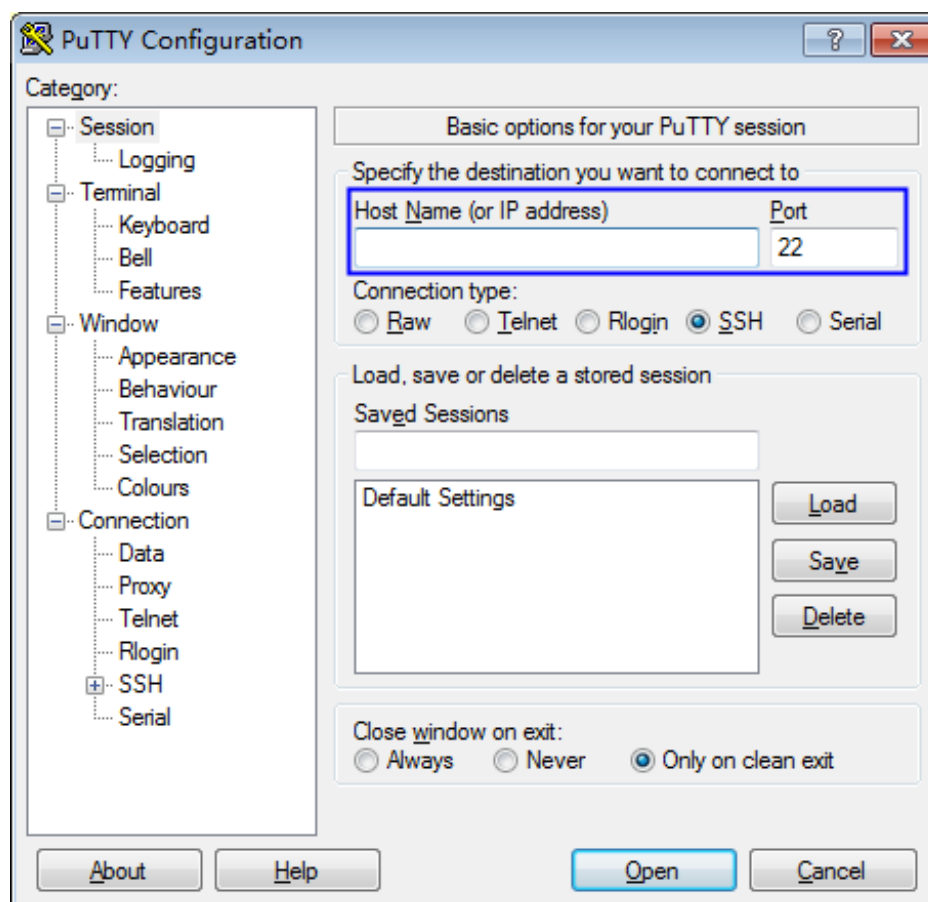 PuTTY Configuration
Category:
Session
Logging
Terminal
Keyboard
Bell
Features
Window
Appearance
Behaviour
Translation
Selection
Colours
Connection
Data
Proxy
Telnet
Rlogin
SSH
Serial
Basic options for your PuTTY session
Specify the destination you want to connect to
Host Name (or IP address) Port
22
Connection type:
Raw Telnet Rlogin SSH Serial
Load, save or delete a stored session
Saved Sessions
Default Settings
Load
Save
Delete
Close window on exit:
Always Never Only on clean exit
About Help Open Cancel